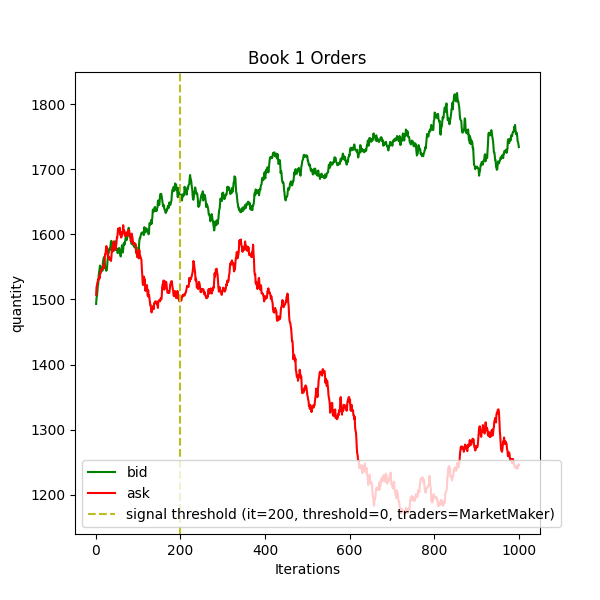 Book 1 Orders
quantity
1800
1700
1600
1500
1400
1300
1200
bid
ask
signal threshold (it=200, threshold=0, traders=MarketMaker)
0
200
400
600
800
1000
Iterations